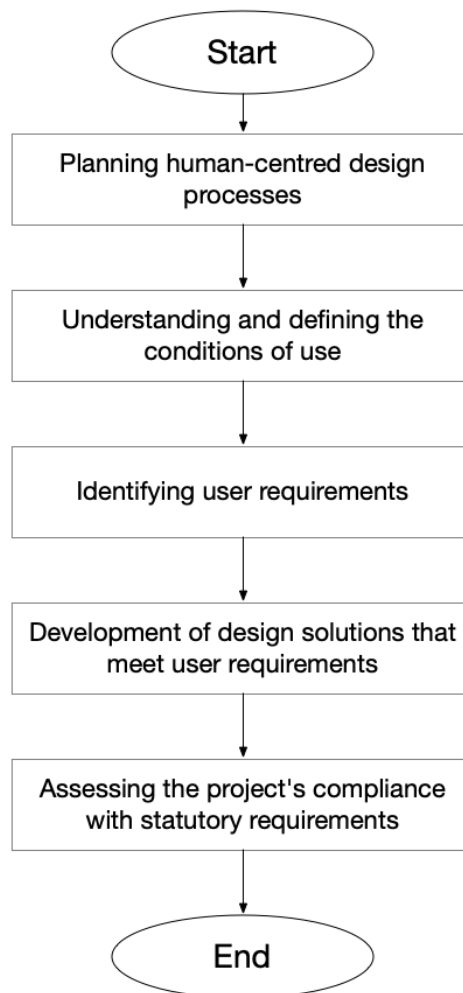 Start
Planning human-centred design
processes
Understanding and defining the
conditions of use
Identifying user requirements
Development of design solutions that
meet user requirements
Assessing the project's compliance
with statutory requirements
End